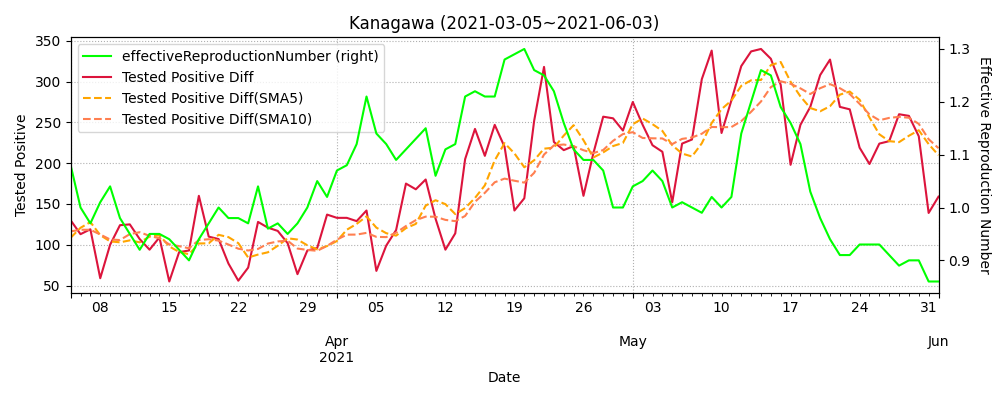 Kanagawa (2021-03-05~2021-06-03)
effectiveReproductionNumber (right)
Tested Positive Diff
Tested Positive Diff(SMA5)
Tested Positive Diff(SMA10)
Tested Positive
350
300
250
200
150
100
50
1.3
1.2
1.1
1.0
0.9
Effective Reproduction Number
08 15 22 29 05 12 19 26 03 10 17 24 31
Apr May Jun
2021
Date